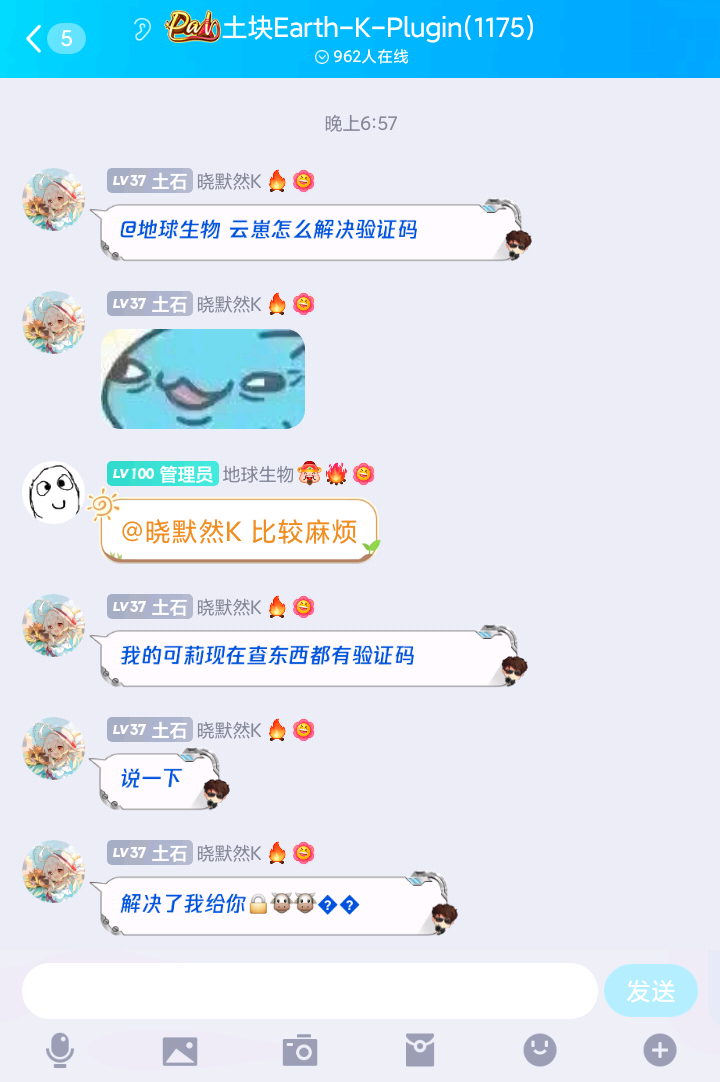 5
土块Earth-K-Plugin(1175)
962人在线
晚上6:57
LV37 土石 晓默然K
@地球生物 云崽怎么解决验证码
LV37 土石 晓默然K
LV100 管理员 地球生物
@晓默然K 比较麻烦
LV37 土石 晓默然K
我的可莉现在查东西都有验证码
LV37 土石 晓默然K
说一下
LV37 土石 晓默然K
解决了我给你🔒🐮🐮��
发送